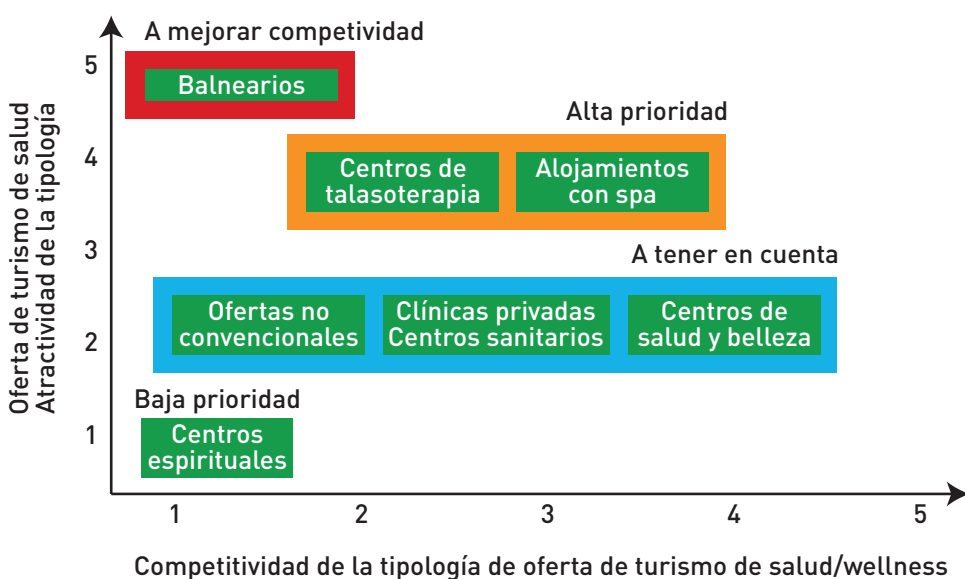 A mejorar competividad
5
Balnearios
Alta prioridad
4
Centros de
talasoterapia
Alojamientos
con spa
3
A tener en cuenta
Ofertas no
convencionales
Clínicas privadas
Centros sanitarios
Centros de
salud y belleza
2
Baja prioridad
1
Centros
espirituales
Oferta de turismo de salud
Atractividad de la tipología
1 2 3 4 5
Competitividad de la tipología de oferta de turismo de salud/wellness